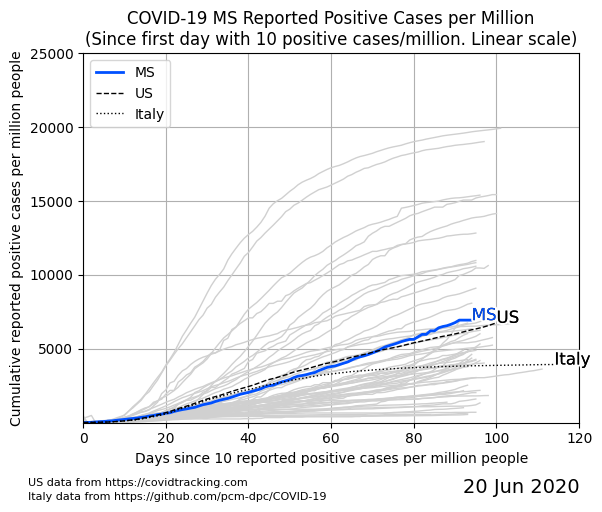 COVID-19 MS Reported Positive Cases per Million
(Since first day with 10 positive cases/million. Linear scale)
Cumulative reported positive cases per million people
25000
20000
15000
10000
5000
MS
US
Italy
MS
US
Italy
0
20
40
60
80
100
120
Days since 10 reported positive cases per million people
US data from https://covidtracking.com
Italy data from https://github.com/pcm-dpc/COVID-19
20 Jun 2020